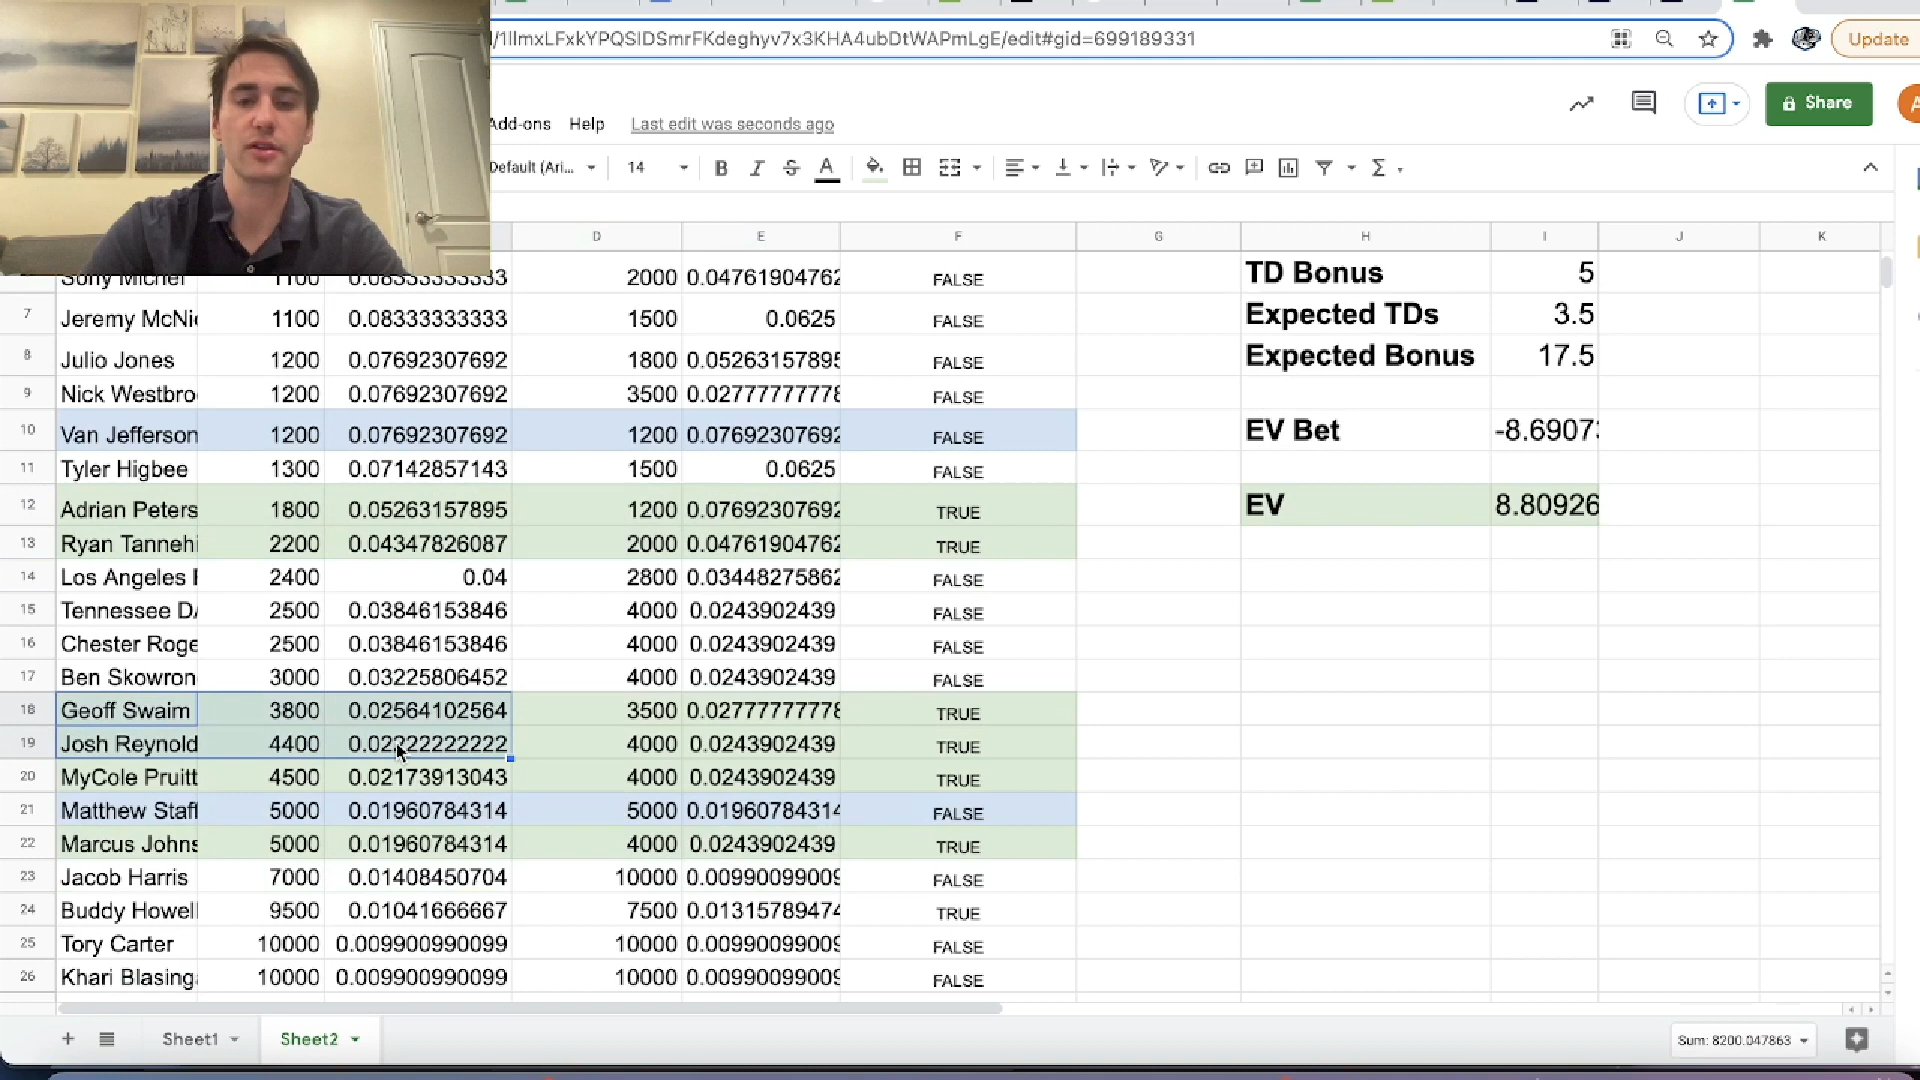 /1llmxLFxkYPQSIDSmrFKdeghyv7x3KHA4ubDtWAPmLgE/edit#gid=699189331
Update
Add-ons Help Last edit was seconds ago
Share
A
Default (Ari... 14 B I S A
D E F G H I J K
Sony Michel 1100 0.08333333333 2000 0.04761904762 FALSE TD Bonus 5
7 Jeremy McNic 1100 0.08333333333 1500 0.0625 FALSE Expected TDs 3.5
8 Julio Jones 1200 0.07692307692 1800 0.05263157895 FALSE Expected Bonus 17.5
9 Nick Westbro 1200 0.07692307692 3500 0.02777777778 FALSE
10 Van Jefferson 1200 0.07692307692 1200 0.07692307692 FALSE EV Bet -8.69073
11 Tyler Higbee 1300 0.07142857143 1500 0.0625 FALSE
12 Adrian Peters 1800 0.05263157895 1200 0.07692307692 TRUE EV 8.80926
13 Ryan Tannehi 2200 0.04347826087 2000 0.04761904762 TRUE
14 Los Angeles 2400 0.04 2800 0.03448275862 FALSE
15 Tennessee D/ 2500 0.03846153846 4000 0.0243902439 FALSE
16 Chester Roge 2500 0.03846153846 4000 0.0243902439 FALSE
17 Ben Skowron 3000 0.03225806452 4000 0.0243902439 FALSE
18 Geoff Swaim 3800 0.02564102564 3500 0.02777777778 TRUE
19 Josh Reynold 4400 0.02222222222 4000 0.0243902439 TRUE
20 MyCole Pruitt 4500 0.02173913043 4000 0.0243902439 TRUE
21 Matthew Staff 5000 0.01960784314 5000 0.01960784314 FALSE
22 Marcus Johns 5000 0.01960784314 4000 0.0243902439 TRUE
23 Jacob Harris 7000 0.01408450704 10000 0.00990099009 FALSE
24 Buddy Howell 9500 0.01041666667 7500 0.01315789474 TRUE
25 Tory Carter 10000 0.009900990099 10000 0.00990099009 FALSE
26 Khari Blasinga 10000 0.009900990099 10000 0.00990099009 FALSE
Sheet1 Sheet2 Sum: 8200.047863